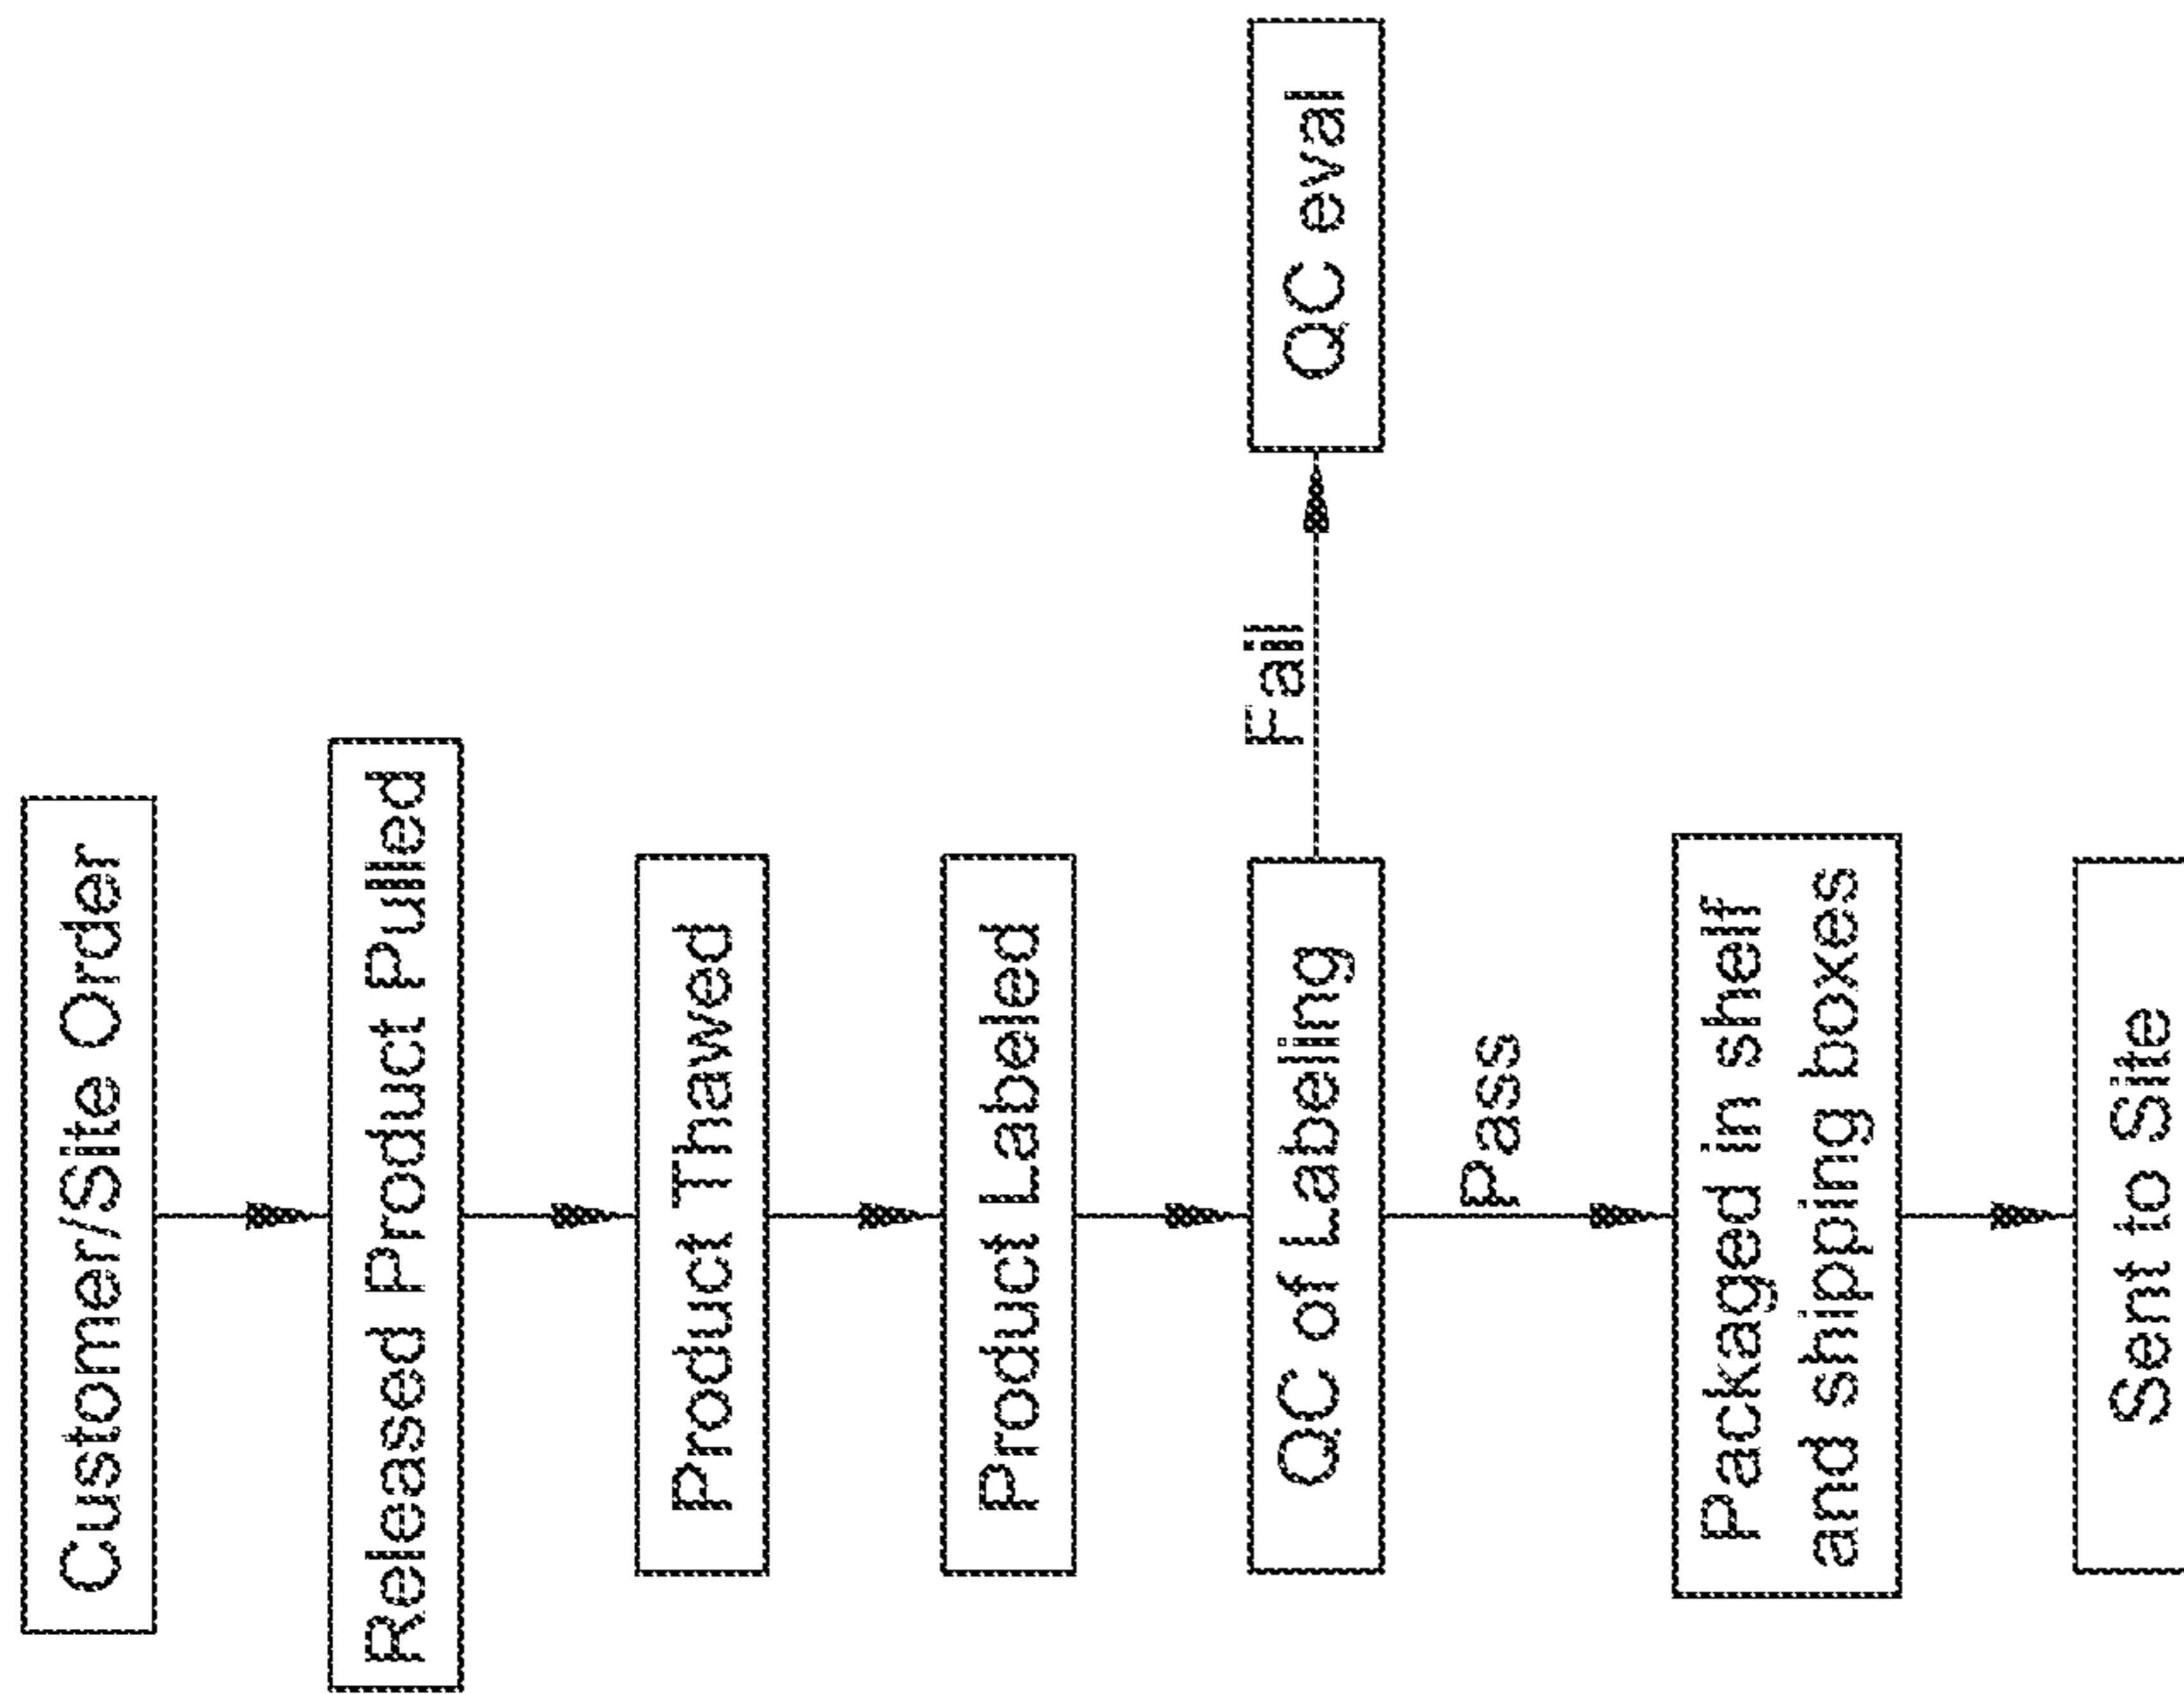 Customer/Site Order
Released Product Pulled
Product Thawed
Product Labeled
QC of Labeling
Fail
QC eval
Pass
Packaged in shelf
and shipping boxes
Sent to Site